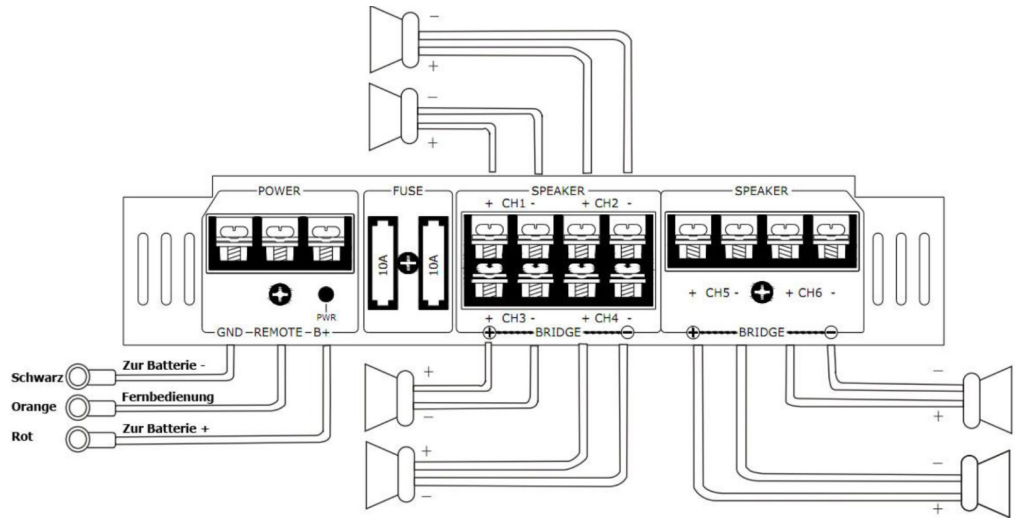 -
+
-
+
POWER FUSE SPEAKER SPEAKER
+ CH1 - + CH2 -
10A 10A
PWR
+ CH5 - + CH6 -
+ CH3 - + CH4 -
GND - REMOTE - B+ + BRIDGE - + BRIDGE -
Schwarz Zur Batterie -
Orange Fernbedienung
Rot Zur Batterie +
+
-
+
-
-
+
-
+